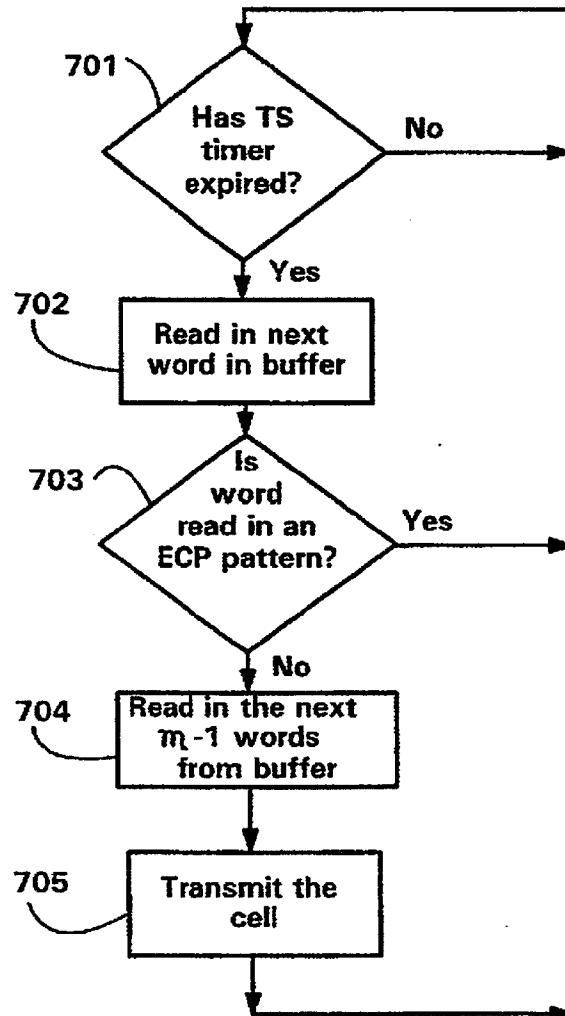 701
Has TS
timer
expired?
No
Yes
702
Read in next
word in buffer
703
Is
word
read in an
ECP pattern?
Yes
No
704
Read in the next
m-1 words
from buffer
705
Transmit the
cell